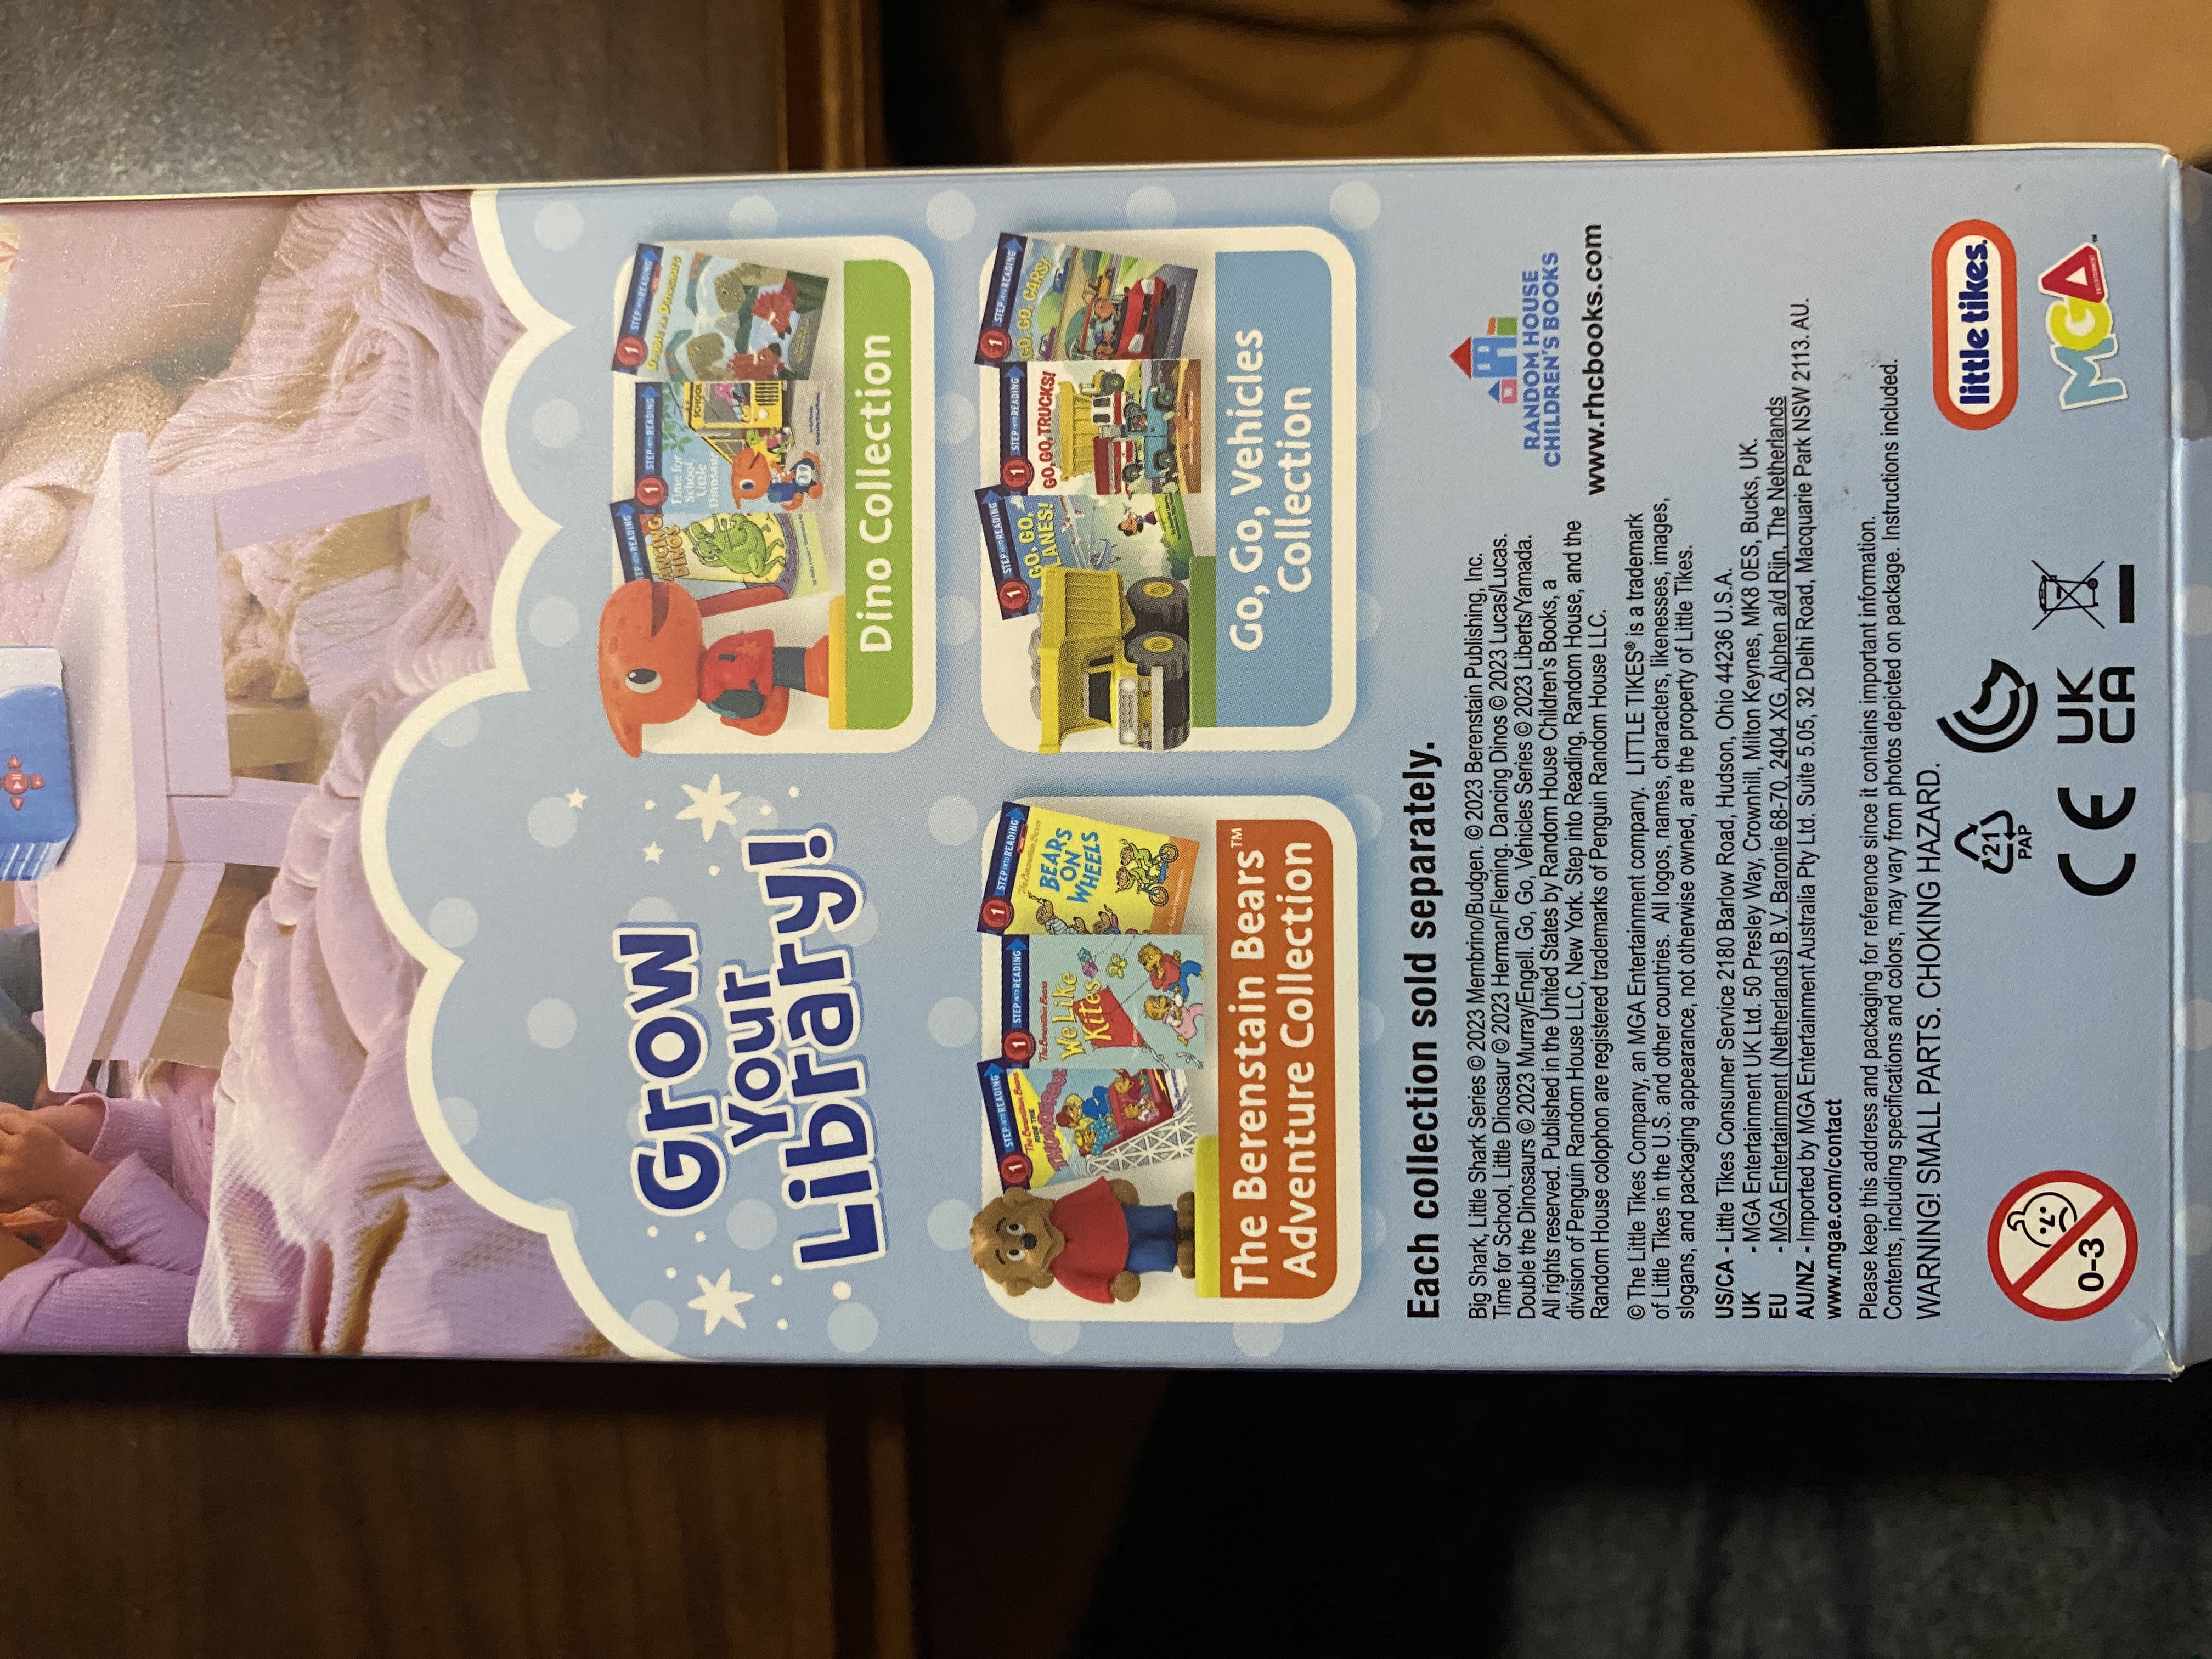 Grow
Your
Library!
STEP INTO READING
DINOS
1 STEP INTO READING
Time for
School,
Little
Dinosaur
SCHOOL
1 STEP INTO READING
Double the Dinosaurs
Dino Collection
1 STEP INTO READING
The Berenstain Bears
RIDE THE
1 STEP INTO READING
The Berenstain Bears
We Like
Kites
1 STEP INTO READING
The Berenstain Bears
BEARS
ON
WHEELS
The Berenstain Bears™
Adventure Collection
1 STEP INTO READING
GO, GO,
LANES!
1 STEP INTO READING
GO, GO, TRUCKS!
1 STEP INTO READING
GO, GO, CARS!
Go, Go, Vehicles
Collection
Each collection sold separately.
Big Shark, Little Shark Series © 2023 Membrino/Budgen. © 2023 Berenstain Publishing, Inc.
Time for School, Little Dinosaur © 2023 Herman/Fleming. Dancing Dinos © 2023 Lucas/Lucas.
Double the Dinosaurs © 2023 Murray/Engell. Go, Go, Vehicles Series © 2023 Liberts/Yamada.
All rights reserved. Published in the United States by Random House Children's Books, a
division of Penguin Random House LLC, New York. Step into Reading, Random House, and the
Random House colophon are registered trademarks of Penguin Random House LLC.
RANDOM HOUSE
CHILDREN'S BOOKS
www.rhcbooks.com
© The Little Tikes Company, an MGA Entertainment company. LITTLE TIKES® is a trademark
of Little Tikes in the U.S. and other countries. All logos, names, characters, likenesses, images,
slogans, and packaging appearance, not otherwise owned, are the property of Little Tikes.
US/CA - Little Tikes Consumer Service 2180 Barlow Road, Hudson, Ohio 44236 U.S.A.
UK - MGA Entertainment UK Ltd. 50 Presley Way, Crownhill, Milton Keynes, MK8 0ES, Bucks, UK.
EU - MGA Entertainment (Netherlands) B.V. Baronie 68-70, 2404 XG, Alphen a/d Rijn, The Netherlands
AU/NZ - Imported by MGA Entertainment Australia Pty Ltd. Suite 5.05, 32 Delhi Road, Macquarie Park NSW 2113. AU.
www.mgae.com/contact
Please keep this address and packaging for reference since it contains important information.
Contents, including specifications and colors, may vary from photos depicted on package. Instructions included.
WARNING! SMALL PARTS. CHOKING HAZARD.
0-3
21
PAP
CE
UK
CA
little tikes
MGA
ENTERTAINMENT